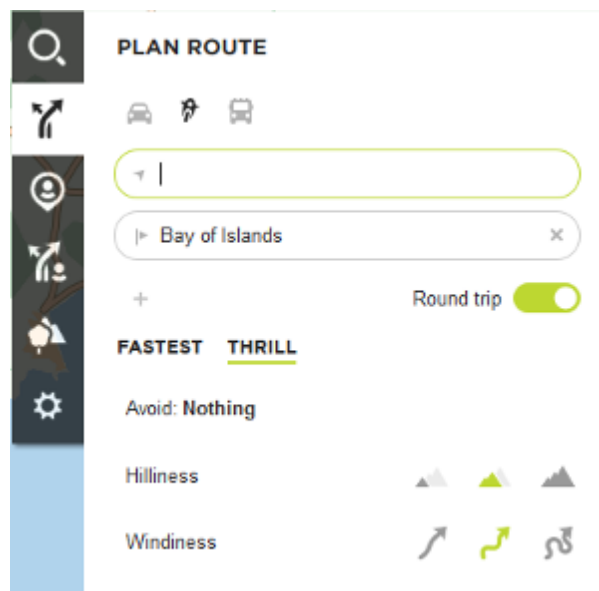 PLAN ROUTE
Bay of Islands
Round trip
FASTEST THRILL
Avoid: Nothing
Hilliness
Windiness